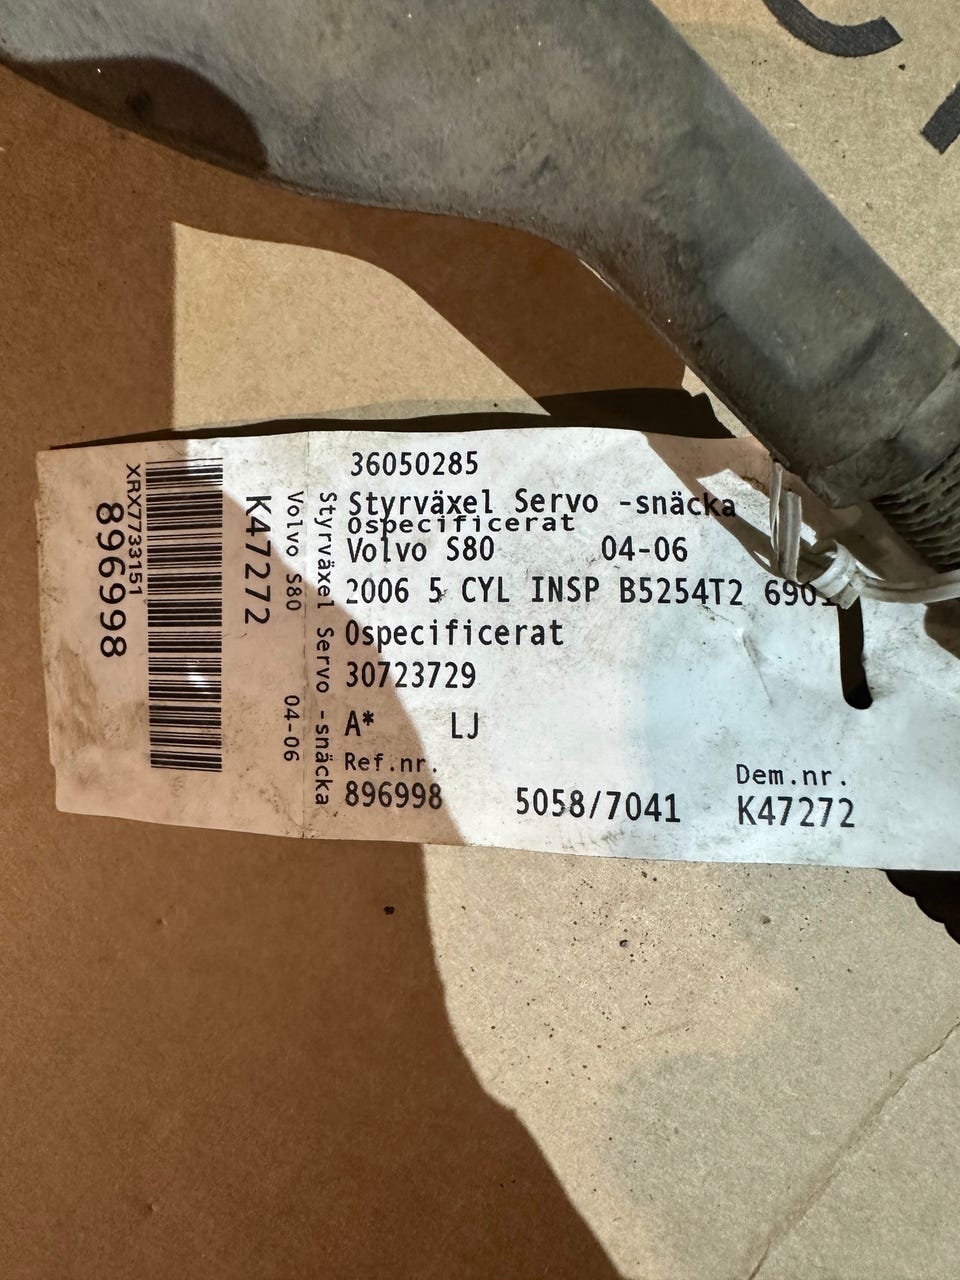 36050285
Styrväxel Servo -snäcka
Ospecificerat
Volvo S80 04-06
2006 5 CYL INSP B5254T2
Ospecificerat
30723729
A* LJ
Ref.nr.
896998 5058/7041
Dem.nr.
K47272
Styrväxel Servo -snäcka
Volvo S80 04-06
K47272
XRX7733151
896998